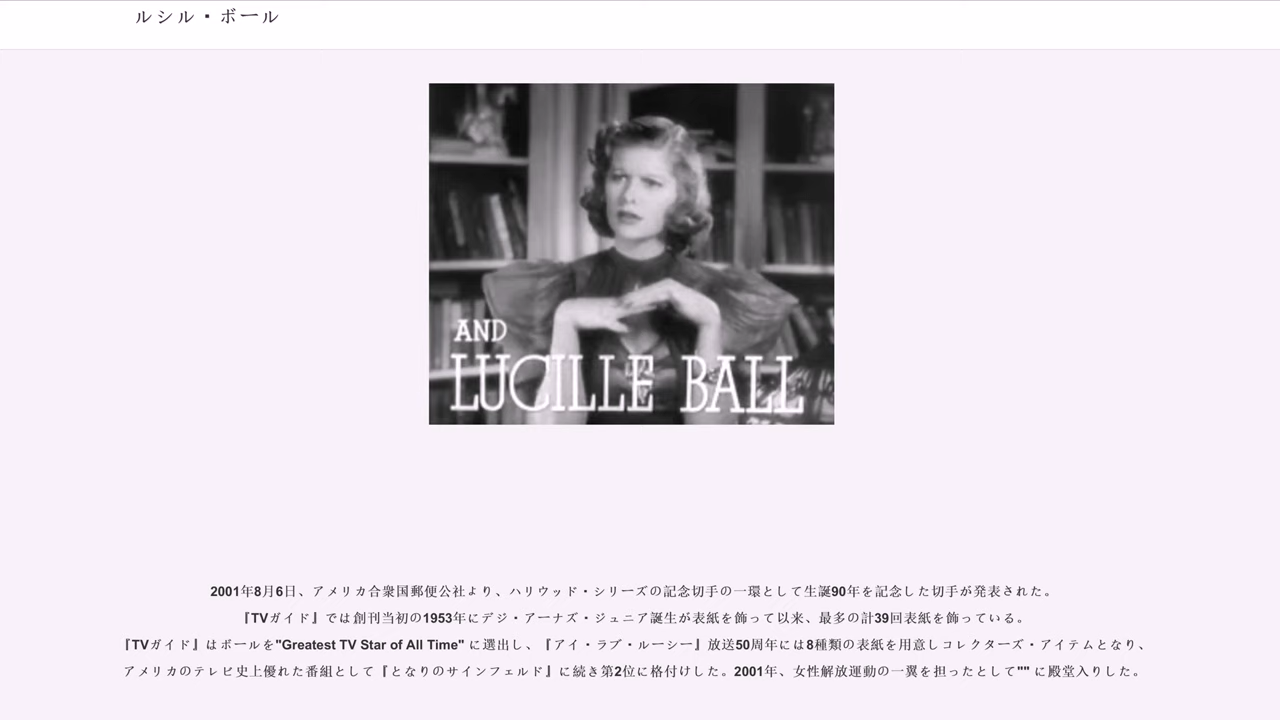 ルシル・ボール
AND
LUCILLE BALL
2001年8月6日、アメリカ合衆国郵便公社より、ハリウッド・シリーズの記念切手の一環として生誕90年を記念した切手が発表された。
『TVガイド』では創刊当初の1953年にデジ・アーナズ・ジュニア誕生が表紙を飾って以来、最多の計39回表紙を飾っている。
『TVガイド』はボールを"Greatest TV Star of All Time" に選出し、『アイ・ラブ・ルーシー』放送50周年には8種類の表紙を用意しコレクターズ・アイテムとなり、
アメリカのテレビ史上優れた番組として『となりのサインフェルド』に続き第2位に格付けした。2001年、女性解放運動の一翼を担ったとして"" に殿堂入りした。